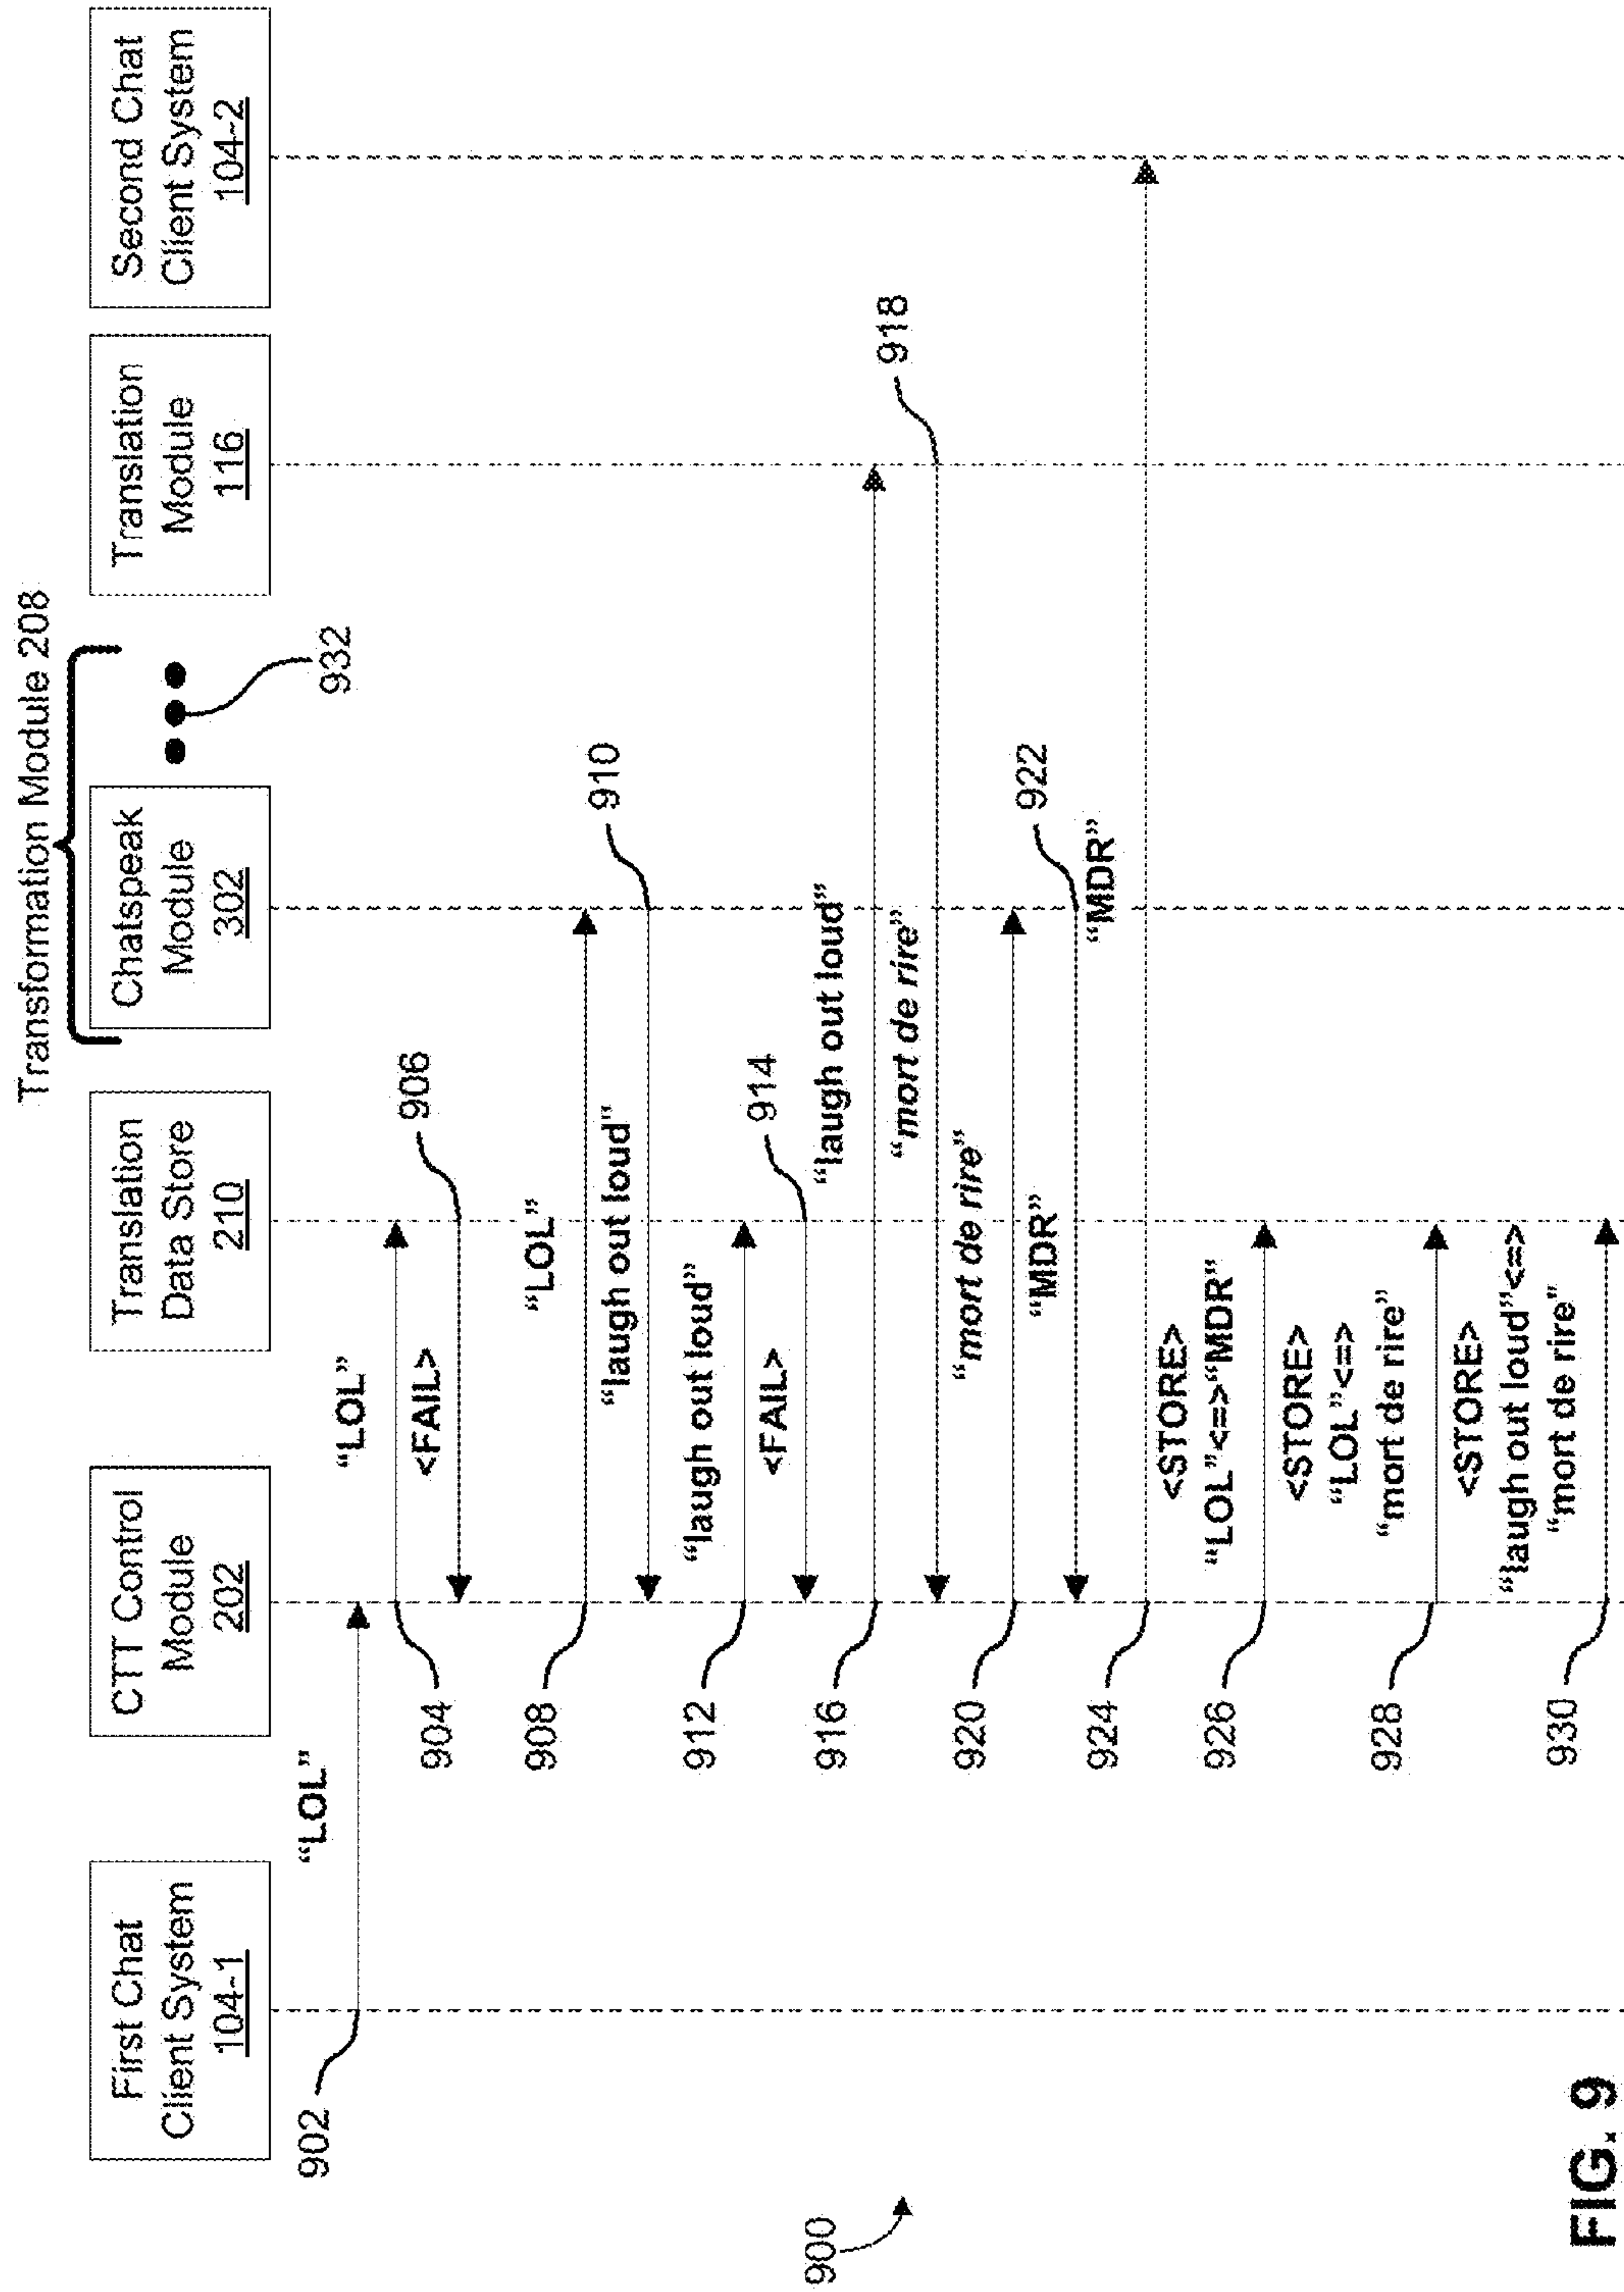 Transformation Module 208
First Chat
Client System
104-1
CTT Control
Module
202
Translation
Data Store
210
Chatspeak
Module
302
932
Translation
Module
116
Second Chat
Client System
104-2
902
“LOL”
“LOL”
904
<FAIL>
906
“LOL”
908
“laugh out loud”
910
“laugh out loud”
912
<FAIL>
914
“laugh out loud”
916
“mort de rire”
918
“mort de rire”
920
“MDR”
922
“MDR”
924
<STORE>
“LOL”<=>“MDR”
926
<STORE>
“LOL”<=>
“mort de rire”
928
<STORE>
“laugh out loud”<=>
“mort de rire”
930
900
FIG. 9